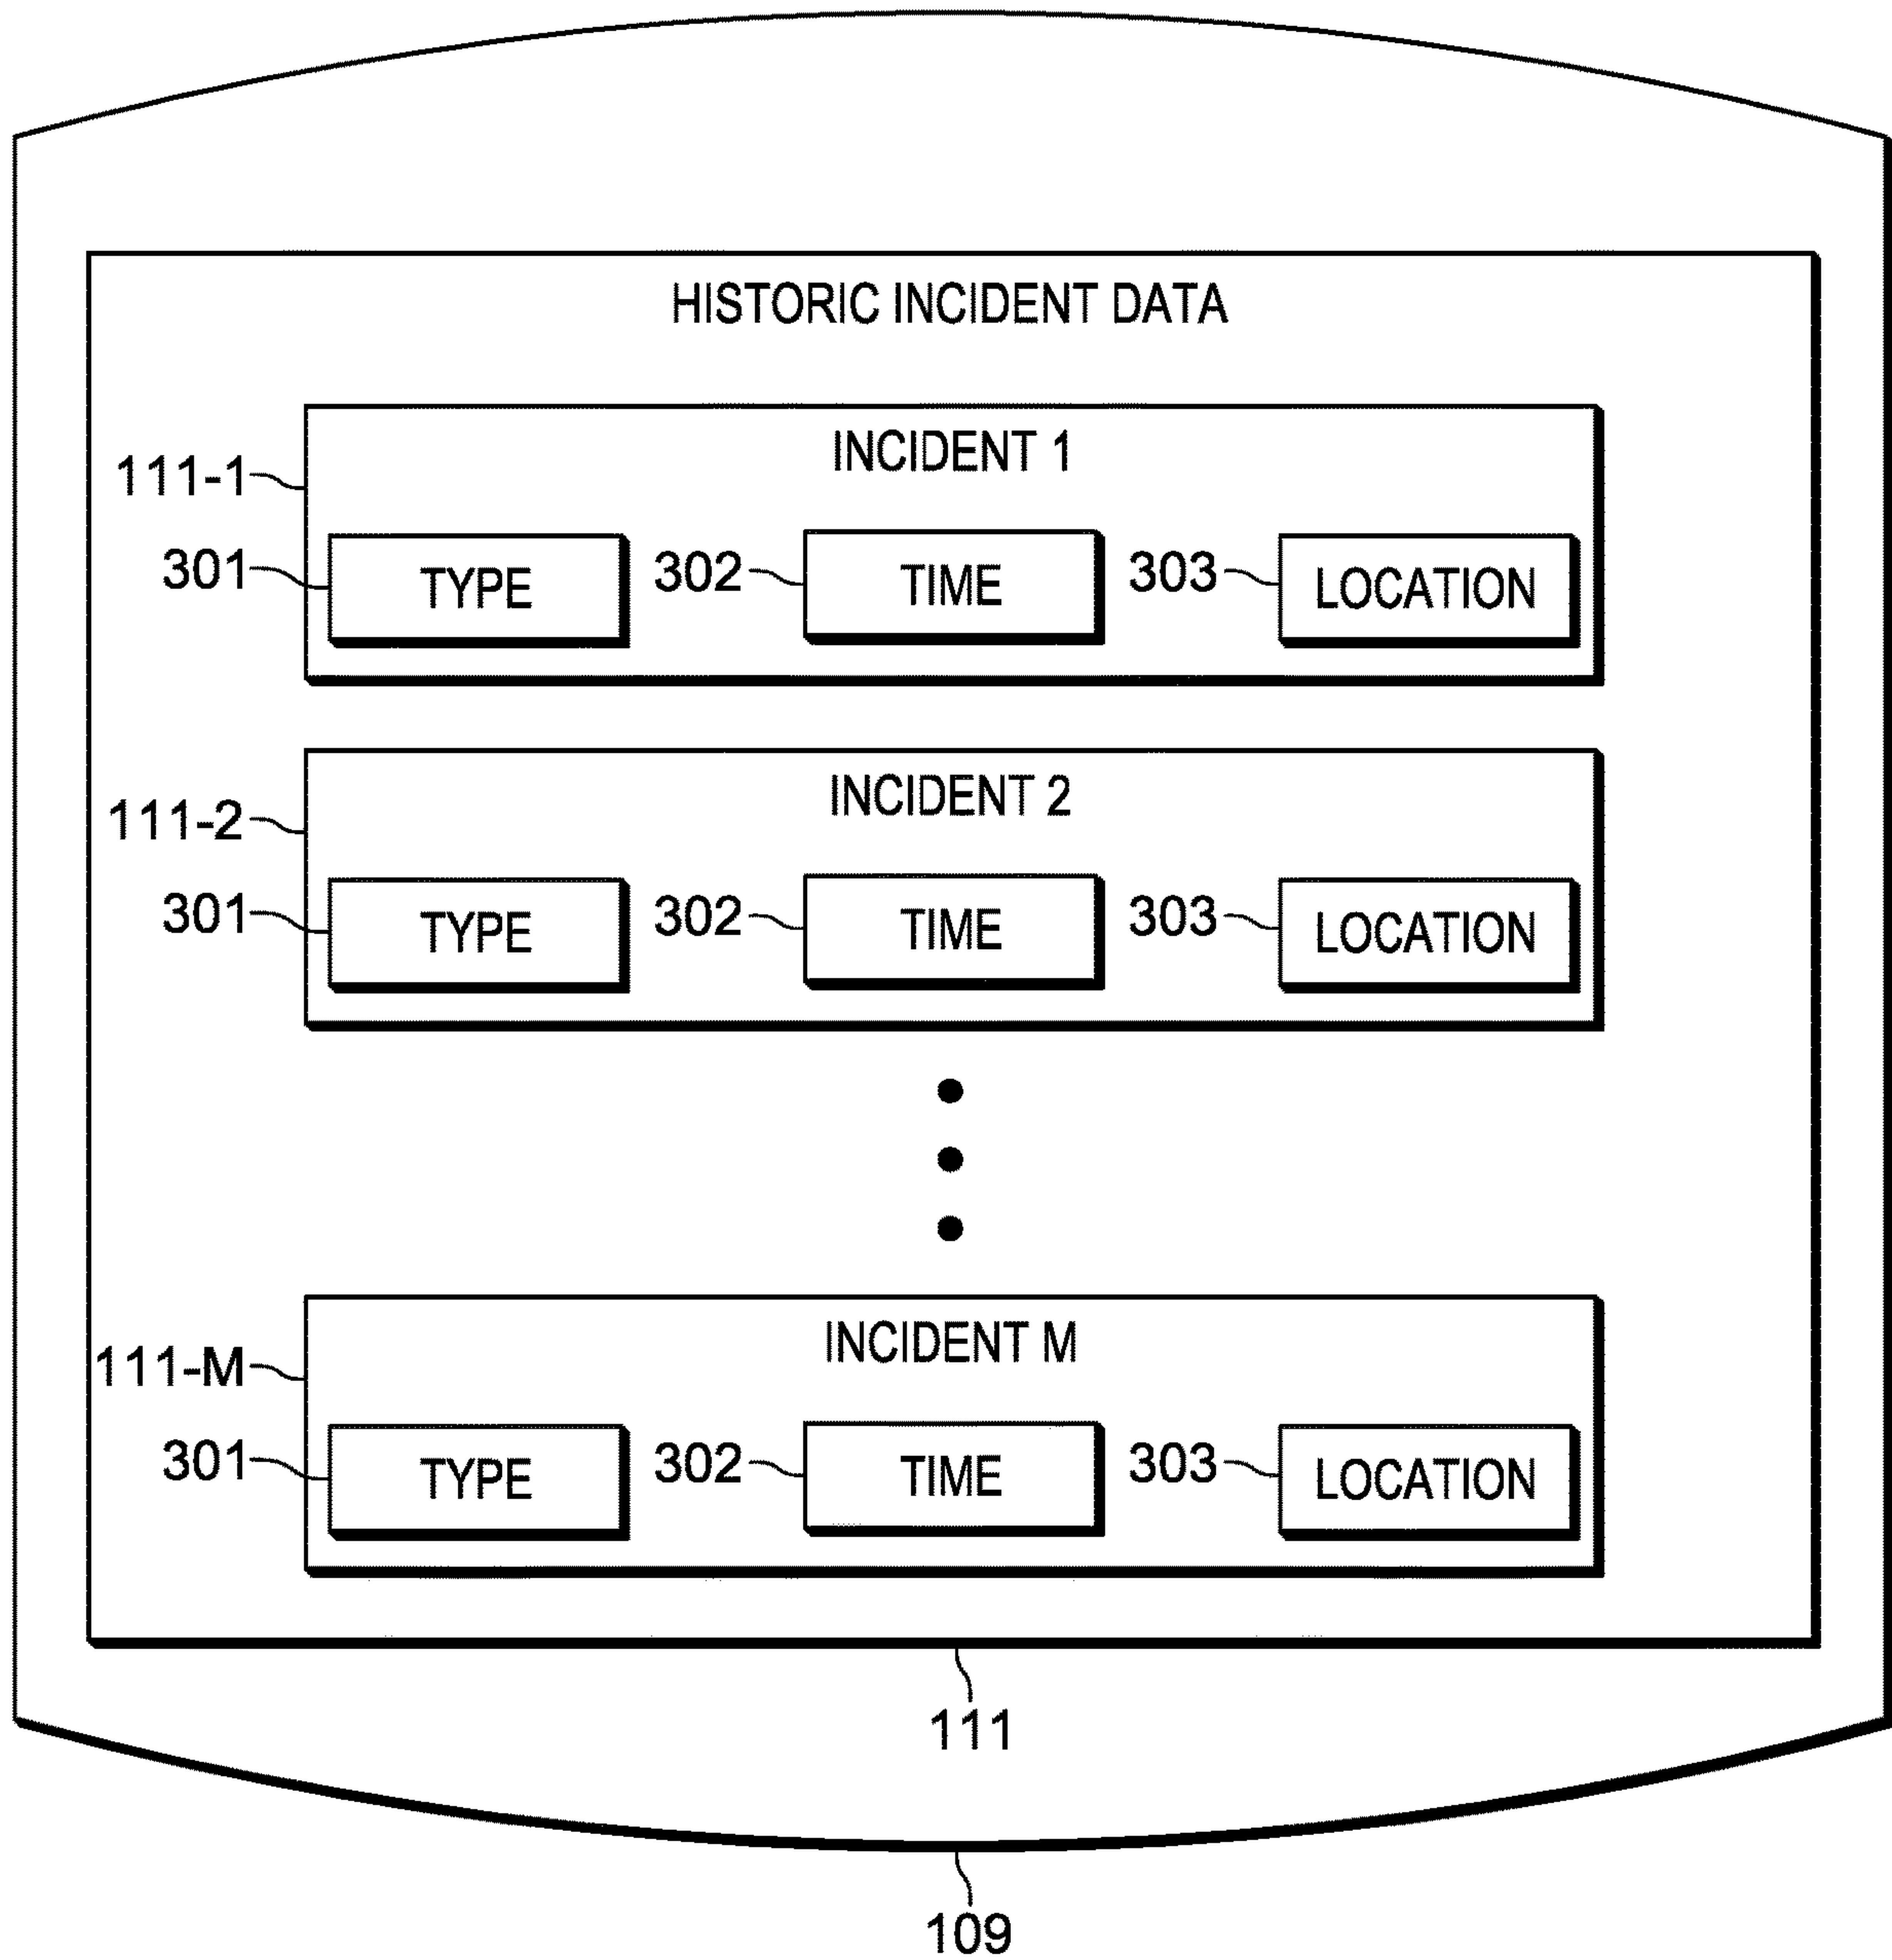 HISTORIC INCIDENT DATA
INCIDENT 1
111-1
301 TYPE 302 TIME 303 LOCATION
INCIDENT 2
111-2
301 TYPE 302 TIME 303 LOCATION
INCIDENT M
111-M
301 TYPE 302 TIME 303 LOCATION
111
109